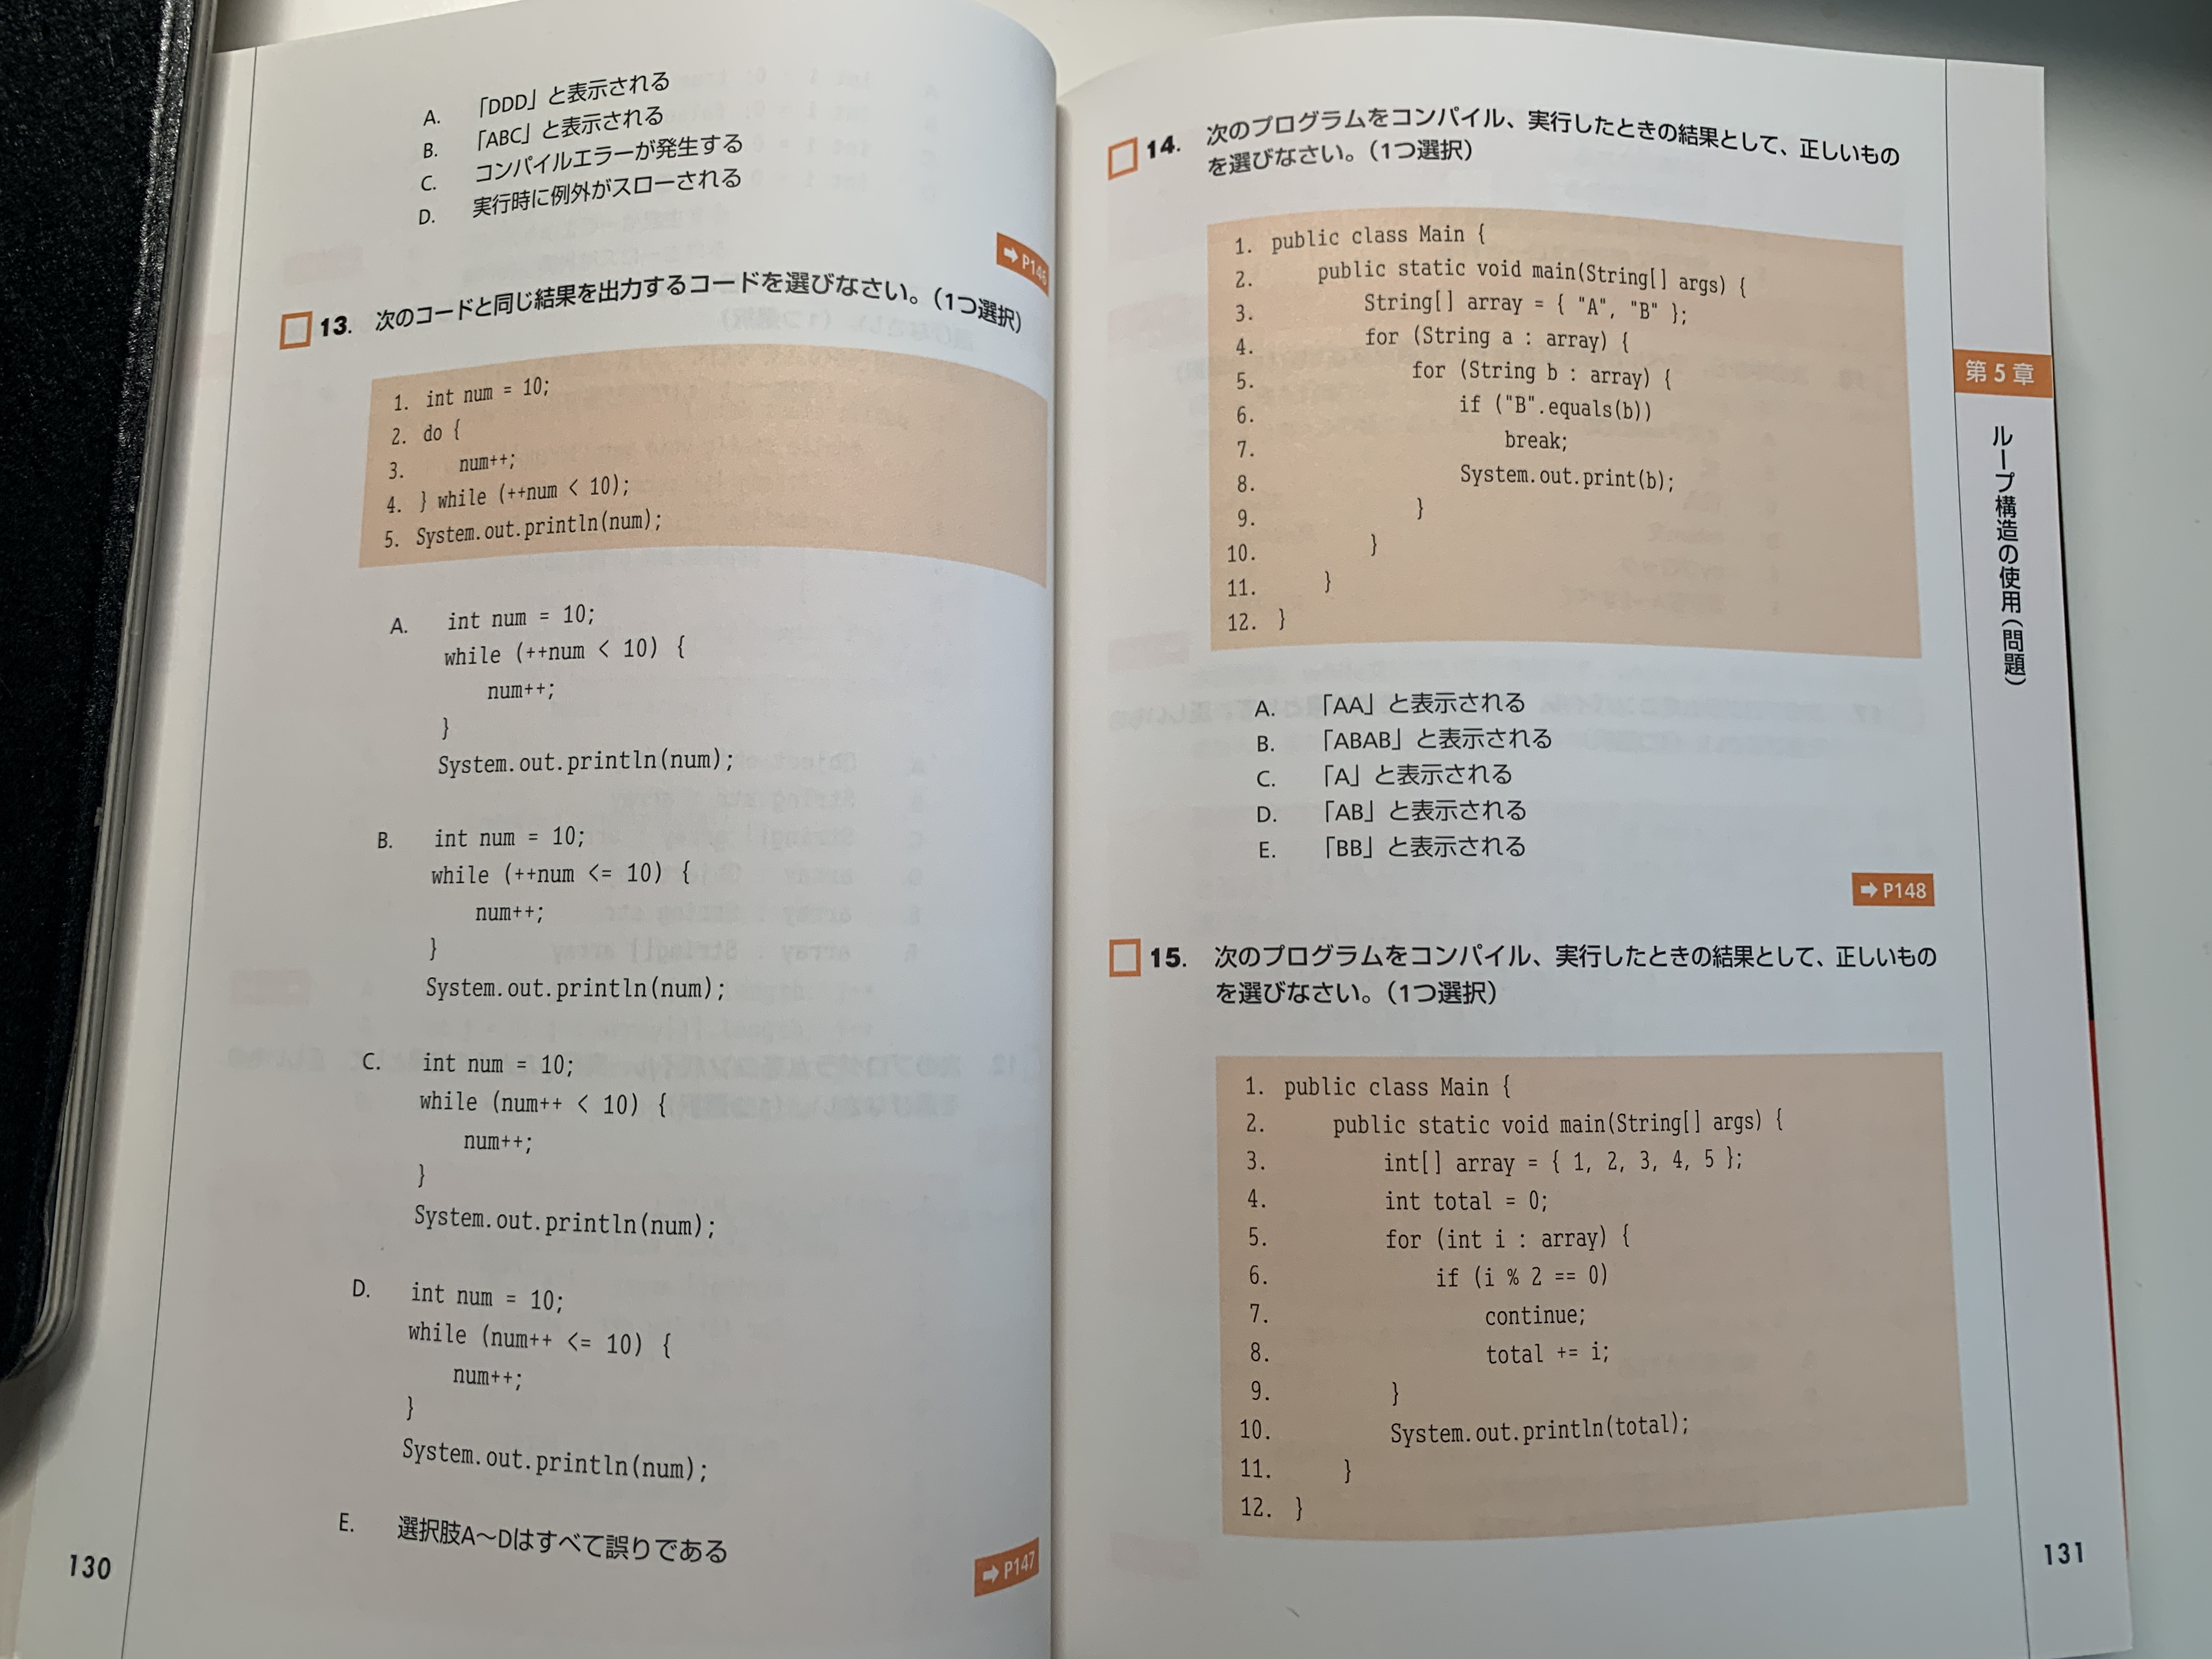 A. 「DDD」と表示される
B. 「ABC」と表示される
C. コンパイルエラーが発生する
D. 実行時に例外がスローされる
➡P146
13. 次のコードと同じ結果を出力するコードを選びなさい。(1つ選択)
1. int num = 10;
2. do {
3. num++;
4. } while (++num < 10);
5. System.out.println(num);
A. int num = 10;
while (++num < 10) {
num++;
}
System.out.println(num);
B. int num = 10;
while (++num <= 10) {
num++;
}
System.out.println(num);
C. int num = 10;
while (num++ < 10) {
num++;
}
System.out.println(num);
D. int num = 10;
while (num++ <= 10) {
num++;
}
System.out.println(num);
E. 選択肢A〜Dはすべて誤りである
➡P147
130
14. 次のプログラムをコンパイル、実行したときの結果として、正しいもの
を選びなさい。(1つ選択)
1. public class Main {
2. public static void main(String[] args) {
3. String[] array = { "A", "B" };
4. for (String a : array) {
5. for (String b : array) {
6. if ("B".equals(b))
7. break;
8. System.out.print(b);
9. }
10. }
11. }
12. }
A. 「AA」と表示される
B. 「ABAB」と表示される
C. 「A」と表示される
D. 「AB」と表示される
E. 「BB」と表示される
➡P148
15. 次のプログラムをコンパイル、実行したときの結果として、正しいもの
を選びなさい。(1つ選択)
1. public class Main {
2. public static void main(String[] args) {
3. int[] array = { 1, 2, 3, 4, 5 };
4. int total = 0;
5. for (int i : array) {
6. if (i % 2 == 0)
7. continue;
8. total += i;
9. }
10. System.out.println(total);
11. }
12. }
第5章
ループ構造の使用(問題)
131